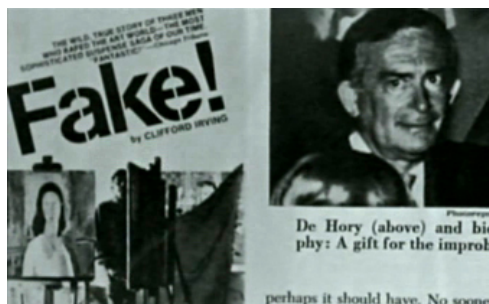 THE WILD, TRUE STORY OF THREE MEN
WHO RAPED THE ART WORLD—THE MOST
SOPHISTICATED SUSPENSE SAGA OF OUR TIME.
"FANTASTIC!"—Chicago Tribune
Fake!
by CLIFFORD IRVING
De Hory (above) and bio
phy: A gift for the improb
perhaps it should have. No soone